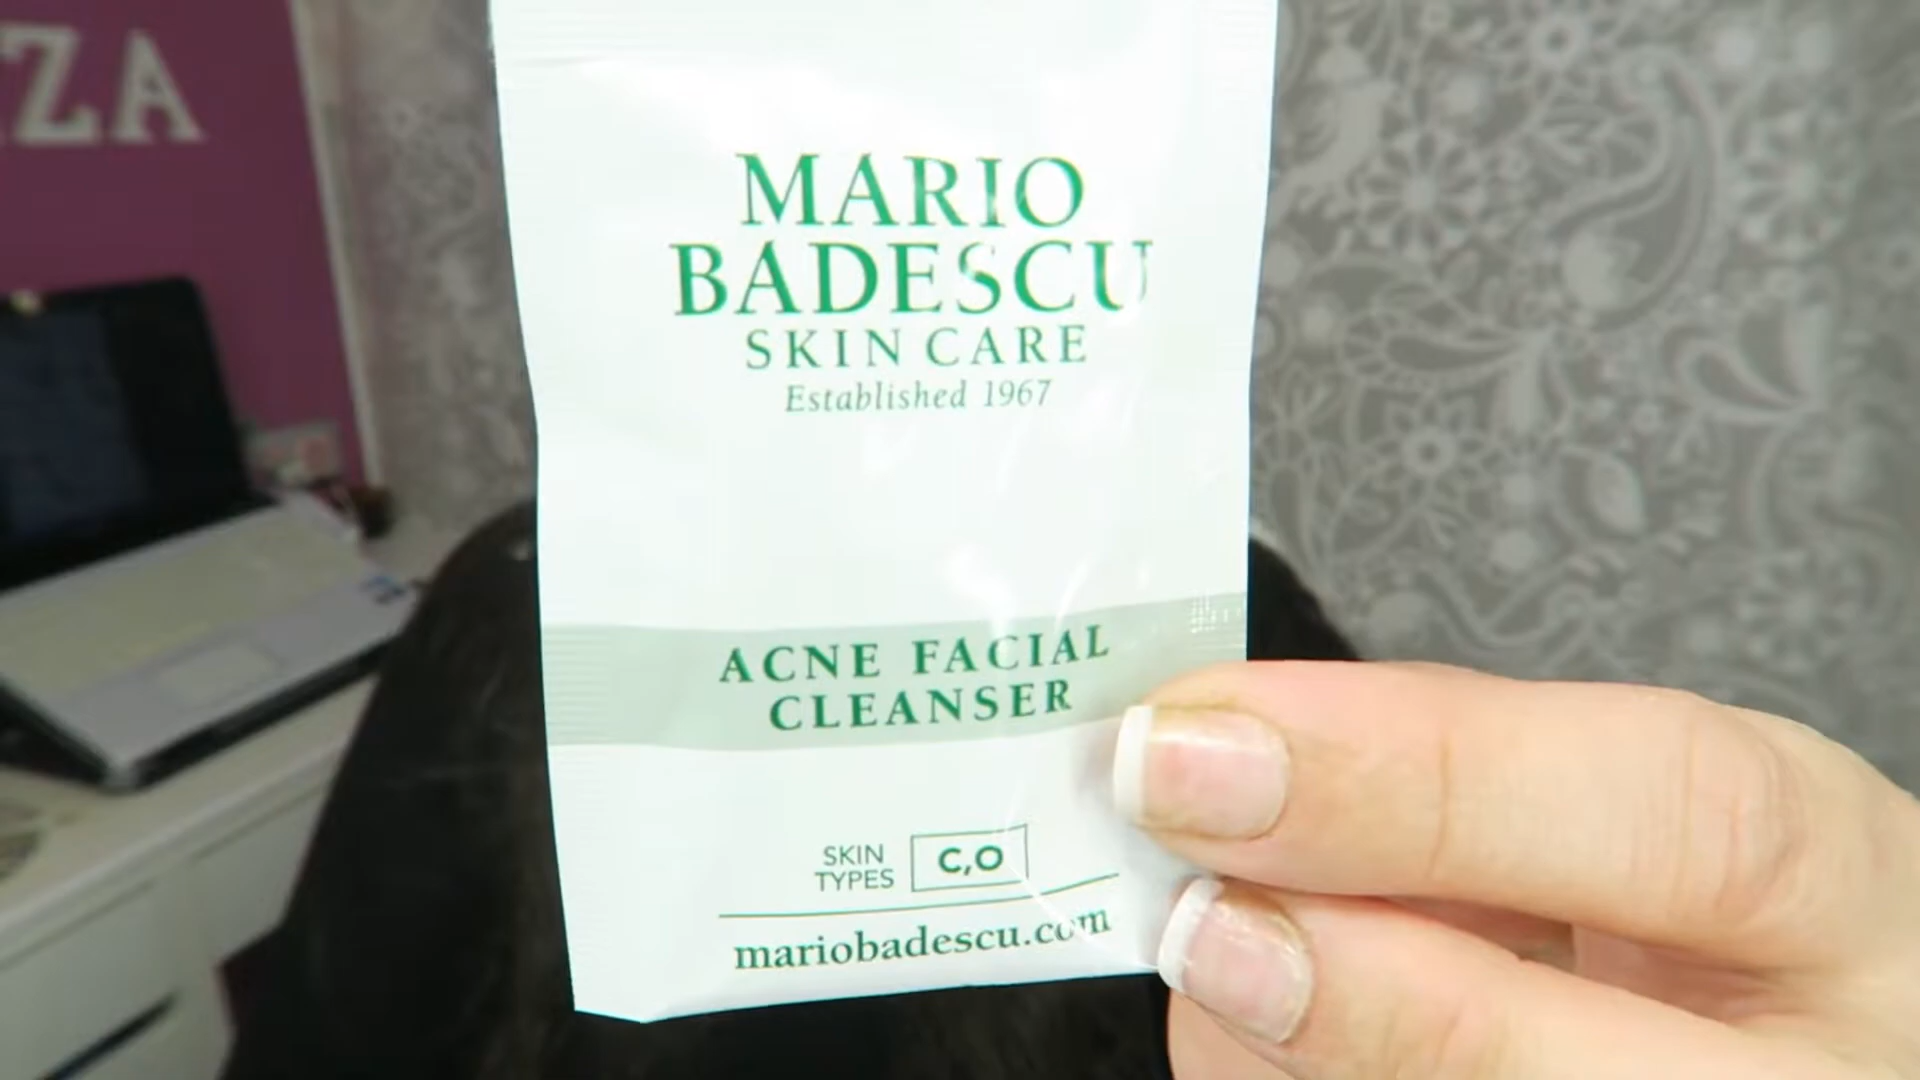 ZA
MARIO
BADESCU
SKIN CARE
Established 1967
ACNE FACIAL
CLEANSER
SKIN
TYPES
C,O
mariobadescu.com